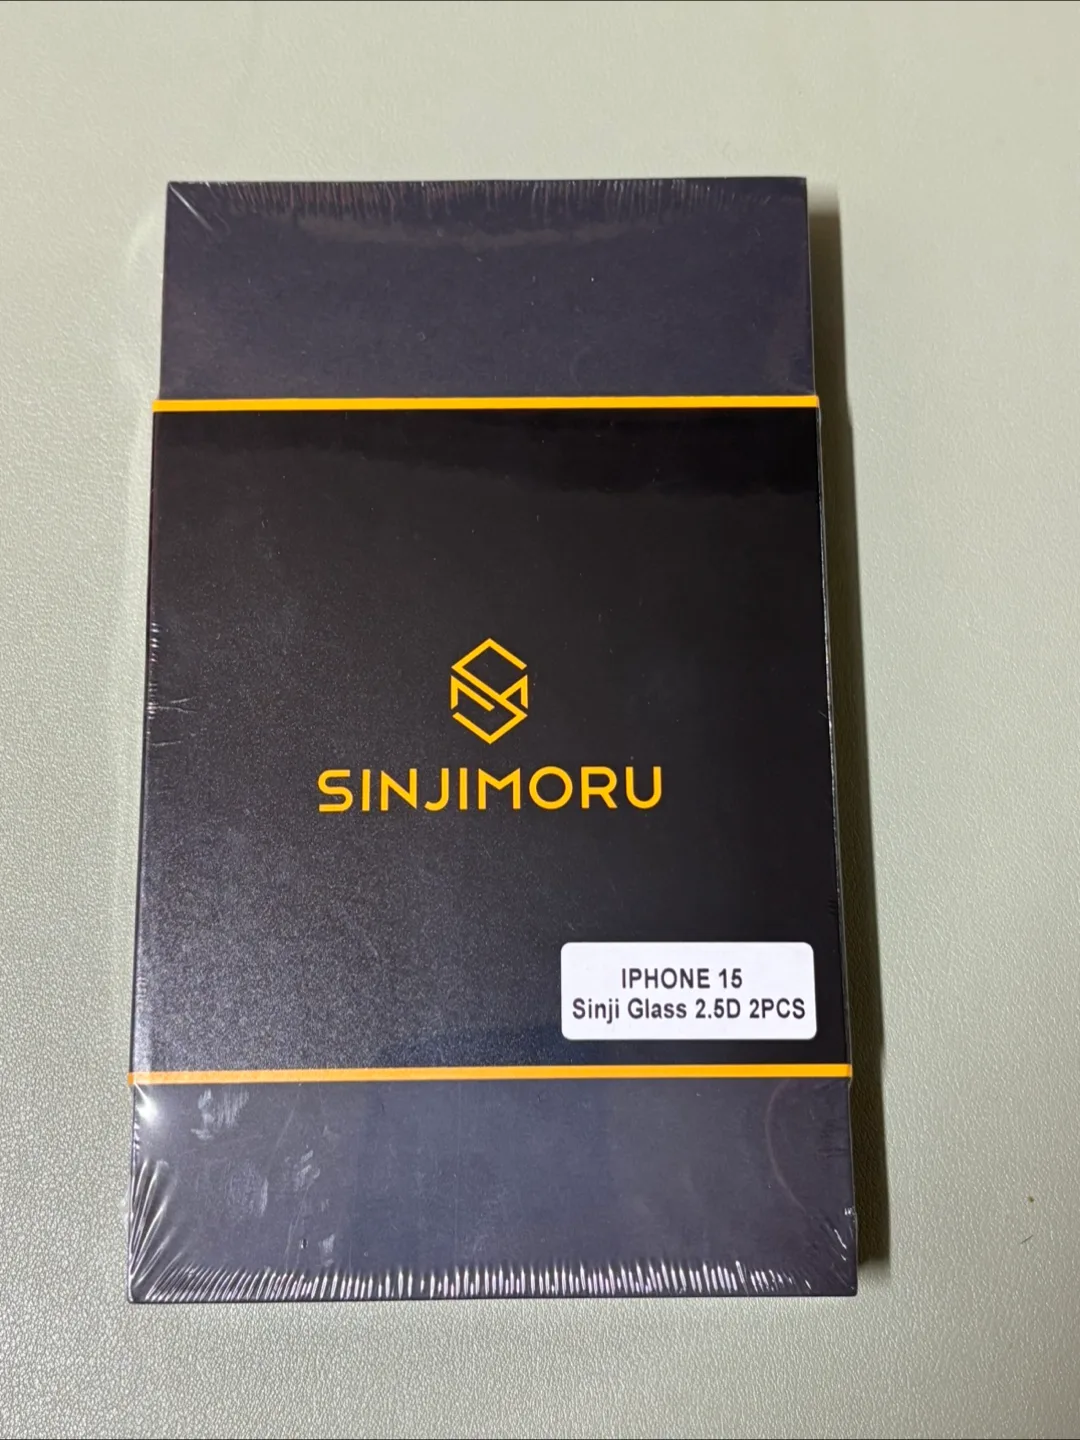 SINJIMORU
IPHONE 15
Sinji Glass 2.5D 2PCS